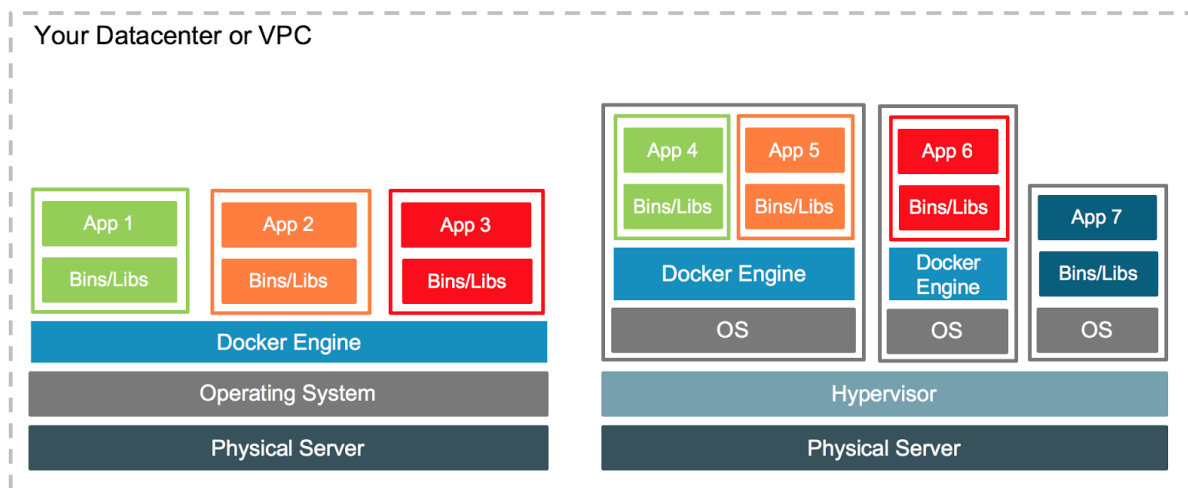 Your Datacenter or VPC
App 1
Bins/Libs
App 2
Bins/Libs
App 3
Bins/Libs
Docker Engine
Operating System
Physical Server
App 4
Bins/Libs
App 5
Bins/Libs
Docker Engine
OS
App 6
Bins/Libs
Docker
Engine
OS
App 7
Bins/Libs
OS
Hypervisor
Physical Server